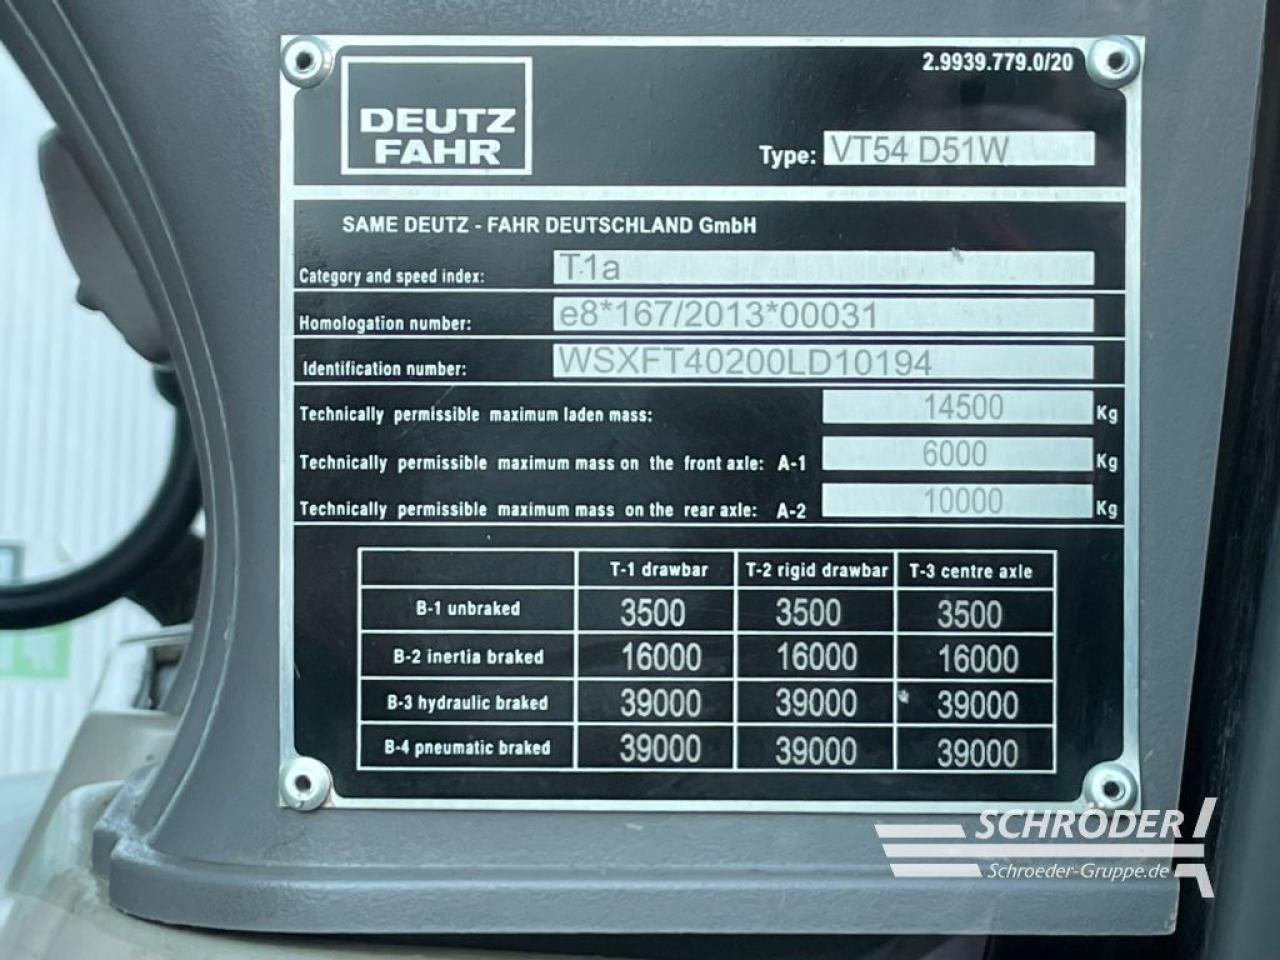 DEUTZ
FAHR
2.9939.779.0/20
Type: VT54 D51W
SAME DEUTZ - FAHR DEUTSCHLAND GmbH
Category and speed index: T1a
Homologation number: e8*167/2013*00031
Identification number: WSXFT40200LD10194
Technically permissible maximum laden mass: 14500 Kg
Technically permissible maximum mass on the front axle: A-1 6000 Kg
Technically permissible maximum mass on the rear axle: A-2 10000 Kg
T-1 drawbar T-2 rigid drawbar T-3 centre axle
B-1 unbraked 3500 3500 3500
B-2 inertia braked 16000 16000 16000
B-3 hydraulic braked 39000 39000 39000
B-4 pneumatic braked 39000 39000 39000
SCHRÖDER
Schroeder-Gruppe.de